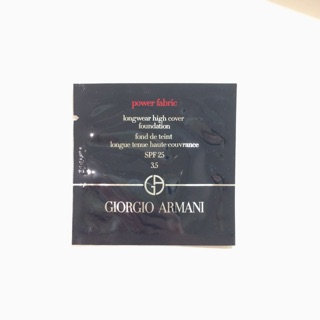 power fabric
longwear high cover
foundation
fond de teint
longue tenue haute couvrance
SPF 25
3.5
GA
GIORGIO ARMANI